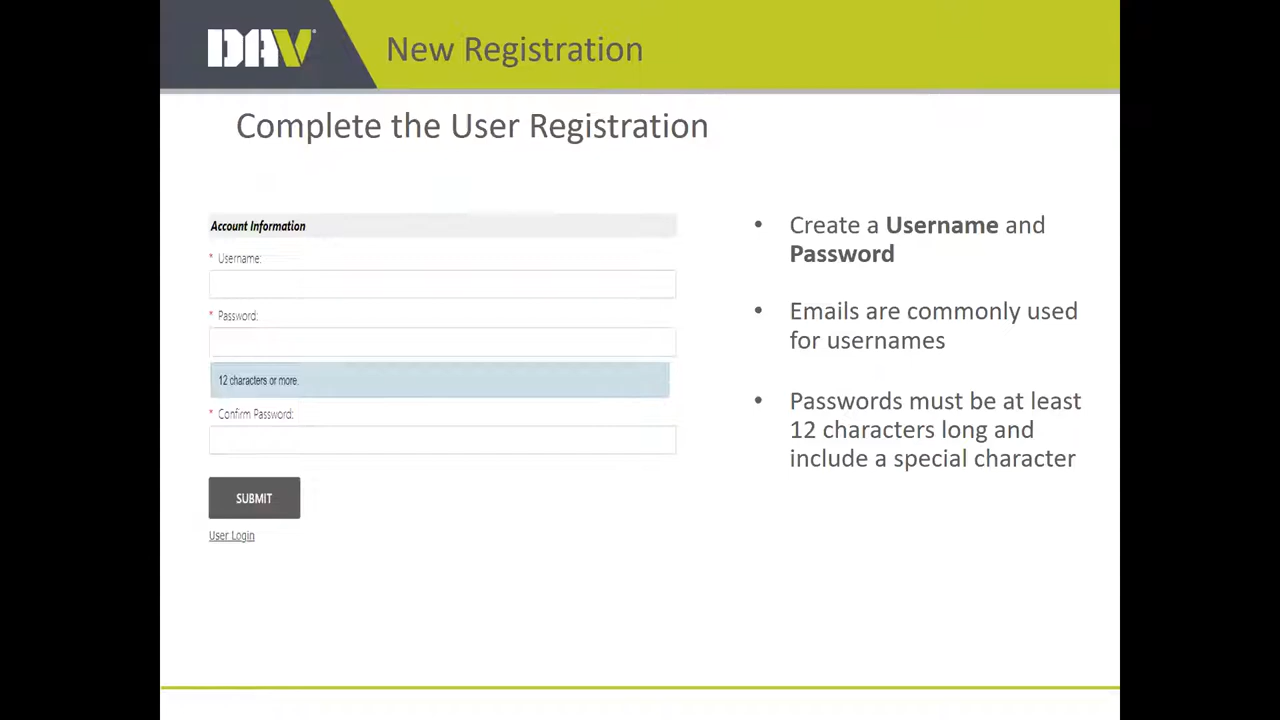 DAV
New Registration
Complete the User Registration
Account Information
* Username:
* Password:
12 characters or more.
* Confirm Password:
SUBMIT
User Login
• Create a Username and
Password
• Emails are commonly used
for usernames
• Passwords must be at least
12 characters long and
include a special character